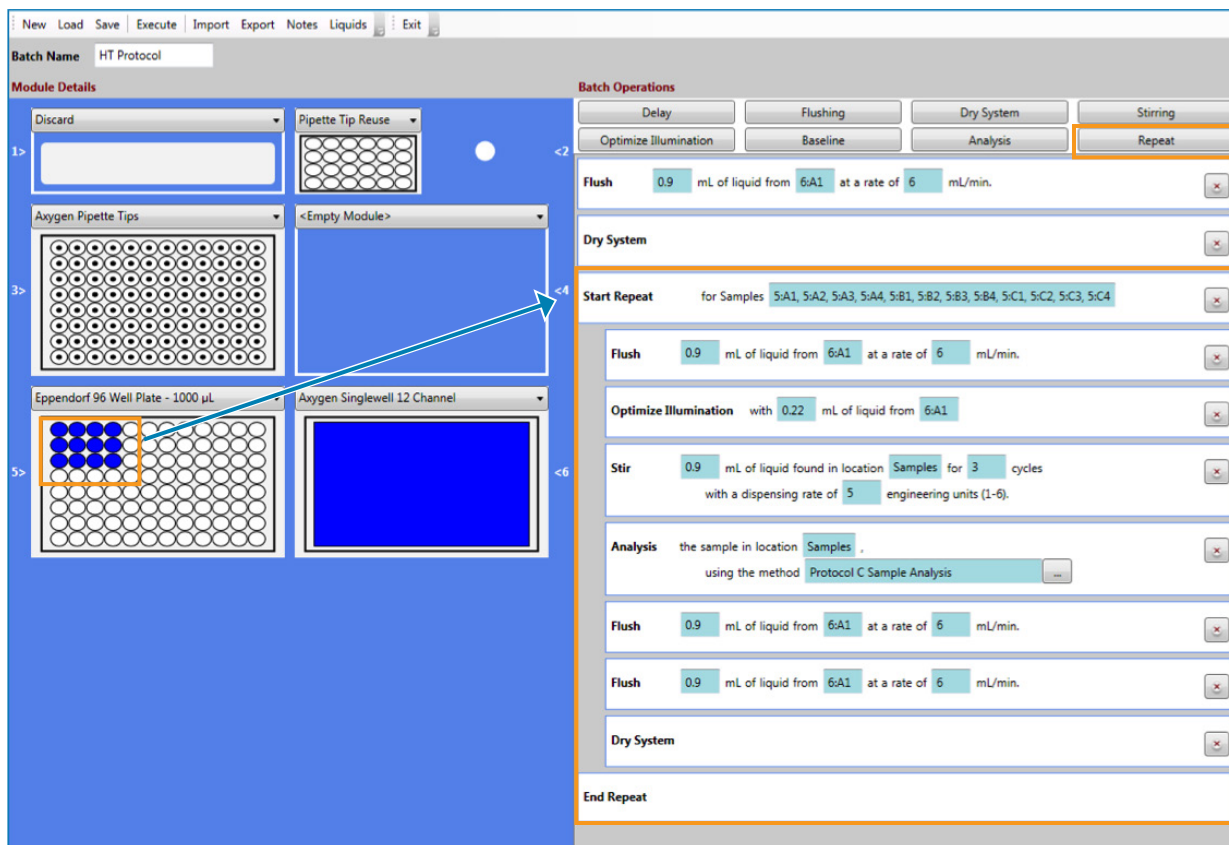 New Load Save Execute Import Export Notes Liquids Exit
Batch Name HT Protocol
Module Details
Discard
Pipette Tip Reuse
1>
<2
Axygen Pipette Tips
<Empty Module>
3>
<4
Eppendorf 96 Well Plate - 1000 µL
Axygen Singlewell 12 Channel
5>
<6
Batch Operations
Delay Flushing Dry System Stirring
Optimize Illumination Baseline Analysis Repeat
Flush 0.9 mL of liquid from 6:A1 at a rate of 6 mL/min.
Dry System
Start Repeat for Samples 5:A1, 5:A2, 5:A3, 5:A4, 5:B1, 5:B2, 5:B3, 5:B4, 5:C1, 5:C2, 5:C3, 5:C4
Flush 0.9 mL of liquid from 6:A1 at a rate of 6 mL/min.
Optimize Illumination with 0.22 mL of liquid from 6:A1
Stir 0.9 mL of liquid found in location Samples for 3 cycles
with a dispensing rate of 5 engineering units (1-6).
Analysis the sample in location Samples ,
using the method Protocol C Sample Analysis ...
Flush 0.9 mL of liquid from 6:A1 at a rate of 6 mL/min.
Flush 0.9 mL of liquid from 6:A1 at a rate of 6 mL/min.
Dry System
End Repeat